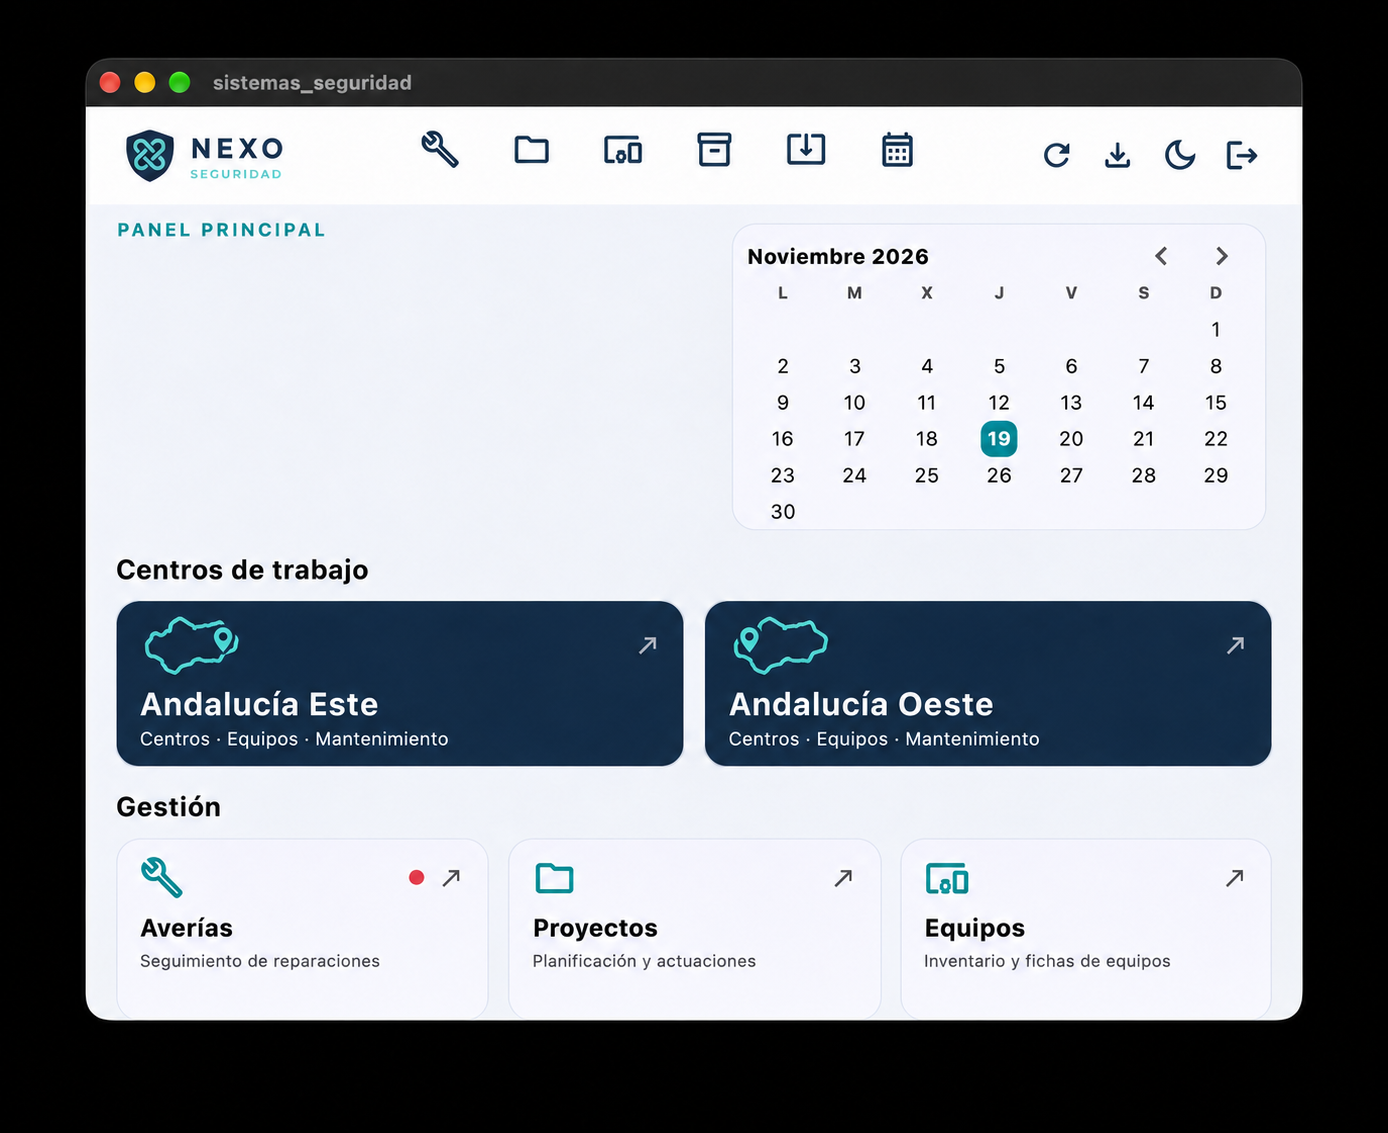 sistemas_seguridad
NEXO
SEGURIDAD
PANEL PRINCIPAL
Noviembre 2026
L M X J V S D
1
2 3 4 5 6 7 8
9 10 11 12 13 14 15
16 17 18 19 20 21 22
23 24 25 26 27 28 29
30
Centros de trabajo
Andalucía Este
Centros · Equipos · Mantenimiento
Andalucía Oeste
Centros · Equipos · Mantenimiento
Gestión
Averías
Seguimiento de reparaciones
Proyectos
Planificación y actuaciones
Equipos
Inventario y fichas de equipos